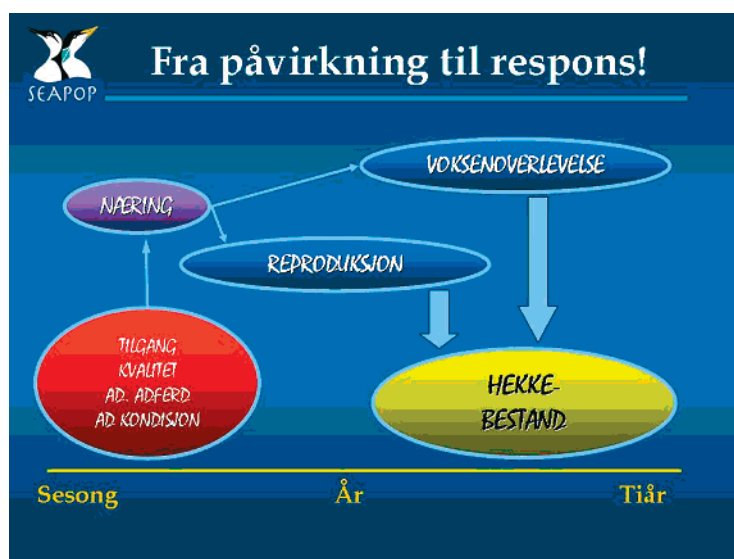 Fra påvirkning til respons!
SEAPOP
VOKSENOVERLEVELSE
NÆRING
REPRODUKSJON
TILGANG
KVALITET
AD. ADFERD
AD. KONDISJON
HEKKE-
BESTAND
Sesong
År
Tiår